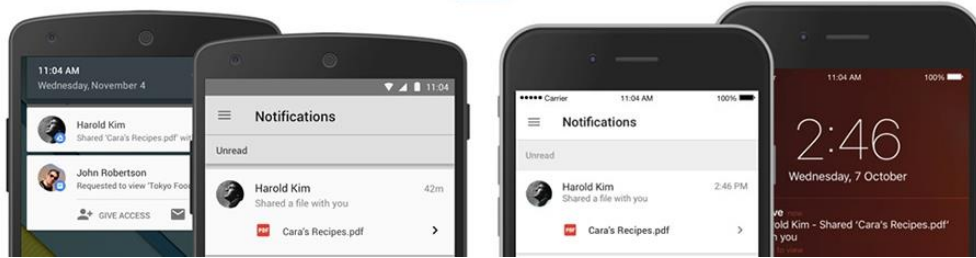 11:04 AM
Wednesday, November 4
Harold Kim
Shared 'Cara's Recipes.pdf'
John Robertson
Requested to view 'Tokyo
GIVE ACCESS
11:04
Notifications
Unread
Harold Kim
42m
Shared a file with you
PDF
Cara's Recipes.pdf
Carrier
11:04 AM
100%
Notifications
Unread
Harold Kim
2:46 PM
Shared a file with you
PDF
Cara's Recipes.pdf
11:04 AM
100%
2:46
Wednesday, 7 October
now
Kim - Shared 'Cara's Recipes.pdf'
you
to view